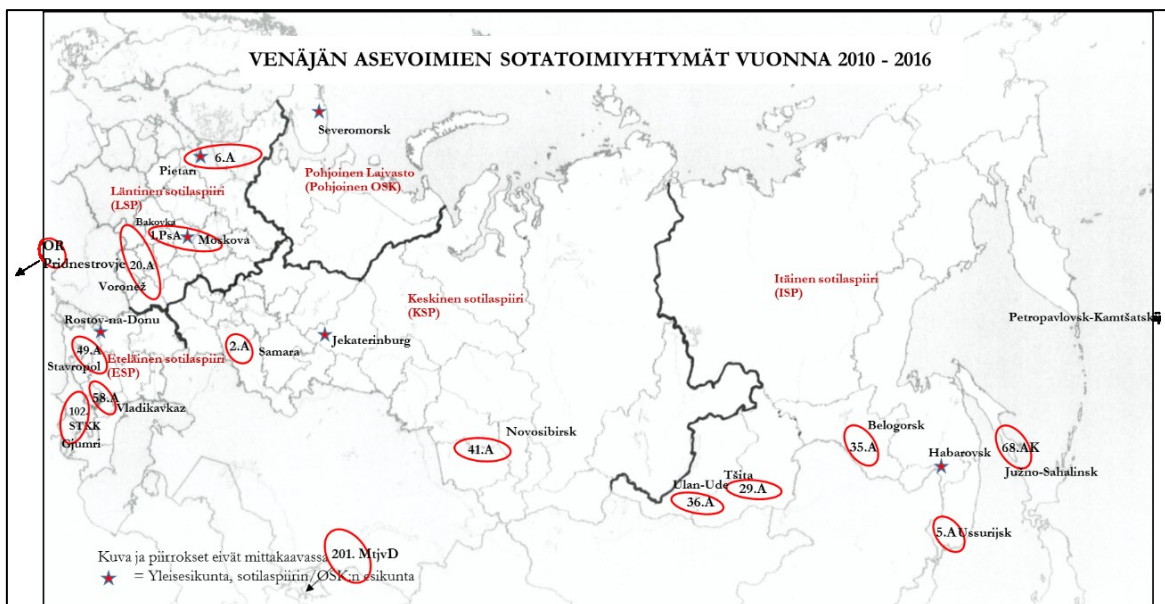 VENÄJÄN ASEVOIMIEN SOTATOIMIYHTYMÄT VUONNA 2010 - 2016
Severomorsk
6.A
Pietari
Pohjoinen Laivasto
(Pohjoinen OSK)
Läntinen sotilaspiiri
(LSP)
Bakovka
1.PsA
Moskova
OR
Pridnestrovje
20.A
Voronež
Itäinen sotilaspiiri
(ISP)
Keskinen sotilaspiiri
(KSP)
Petropavlovsk-Kamtšatski
Rostov-na-Donu
Jekaterinburg
2.A
Samara
49.A
Stavropol
Eteläinen sotilaspiiri
(ESP)
58.A
Vladikavkaz
102.
STKK
Gjumri
Novosibirsk
41.A
Belogorsk
35.A
Habarovsk
68.AK
Južno-Sahalinsk
Tšita
29.A
Ulan-Ude
36.A
5.A Ussurijsk
201. MtjvD
Kuva ja piirrokset eivät mittakaavassa
= Yleisesikunta, sotilaspiirin/OSK:n esikunta